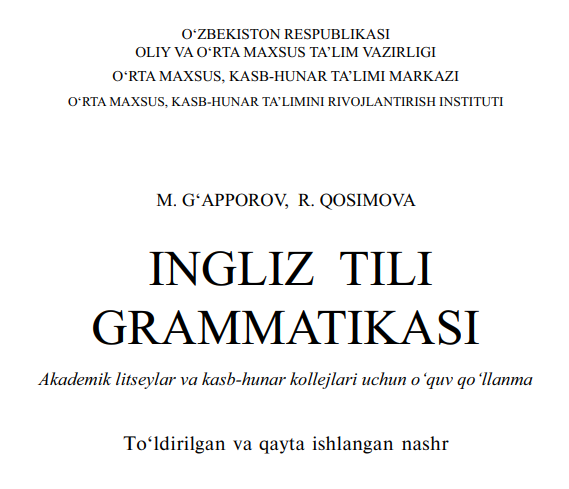 O‘ZBEKISTON RESPUBLIKASI
OLIY VA O‘RTA MAXSUS TA’LIM VAZIRLIGI
O‘RTA MAXSUS, KASB-HUNAR TA’LIMI MARKAZI
O‘RTA MAXSUS, KASB-HUNAR TA’LIMINI RIVOJLANTIRISH INSTITUTI
M. G‘APPOROV, R. QOSIMOVA
INGLIZ TILI
GRAMMATIKASI
Akademik litseylar va kasb-hunar kollejlari uchun o‘quv qo‘llanma
To‘ldirilgan va qayta ishlangan nashr